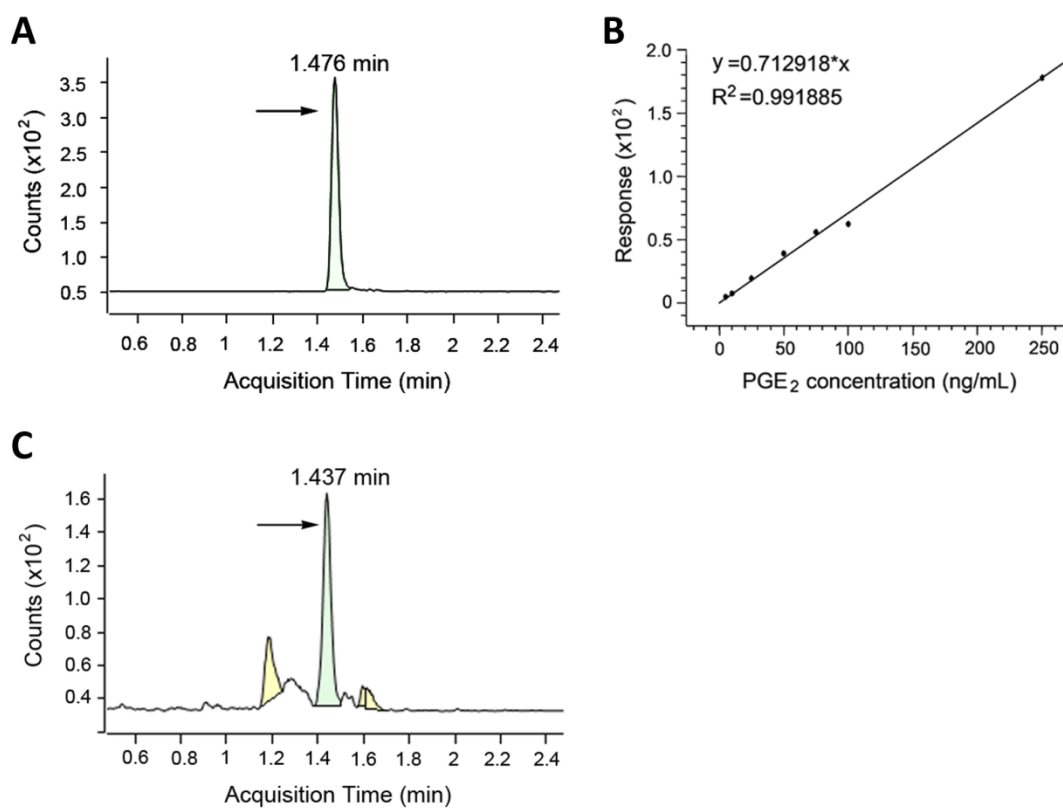 A
1.476 min
3.5
3.0
2.5
2.0
1.5
1.0
0.5
Counts (x10²)
0.6 0.8 1 1.2 1.4 1.6 1.8 2 2.2 2.4
Acquisition Time (min)
B
y =0.712918*x
R²=0.991885
2.0
1.5
1.0
0.5
0
Response (x10²)
0 50 100 150 200 250
PGE₂ concentration (ng/mL)
C
1.437 min
1.6
1.4
1.2
1.0
0.8
0.6
0.4
Counts (x10²)
0.6 0.8 1 1.2 1.4 1.6 1.8 2 2.2 2.4
Acquisition Time (min)